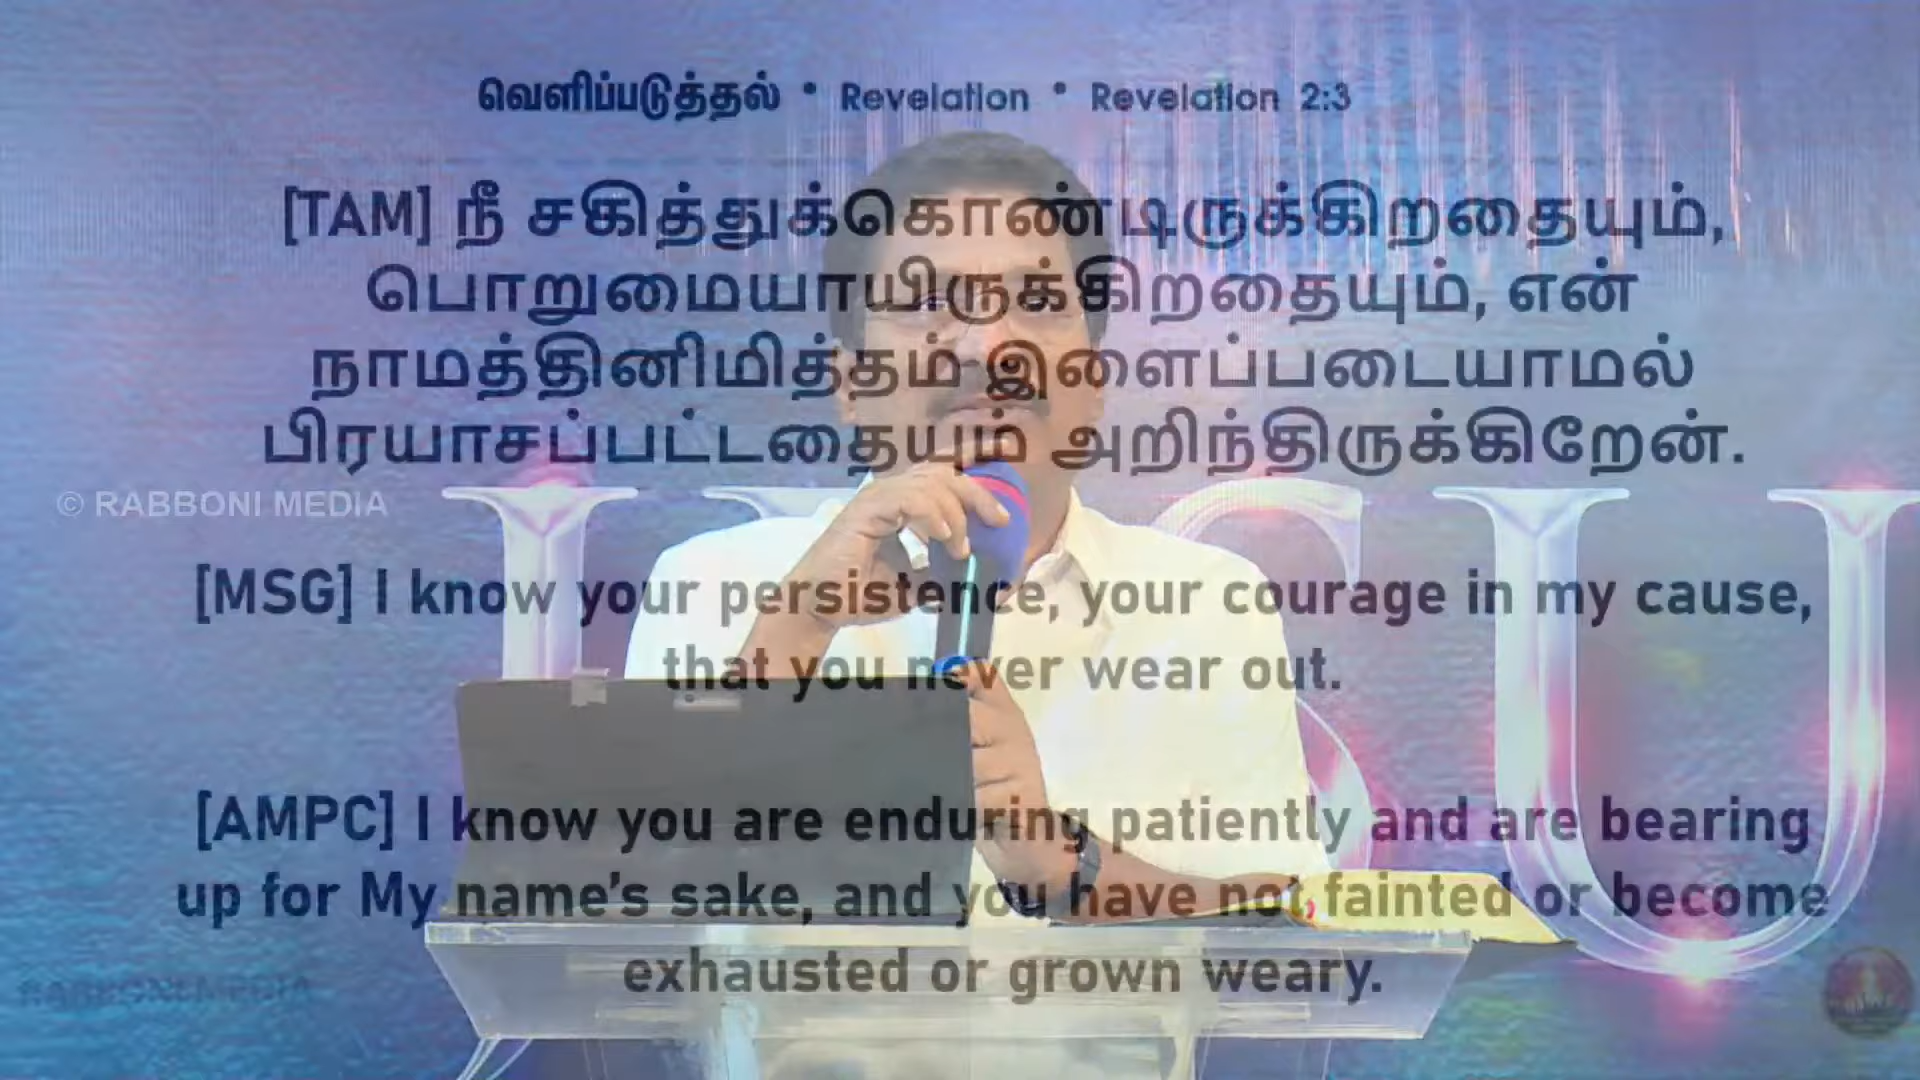 வெளிப்படுத்தல் • Revelation • Revelation 2:3
[TAM] நீ சகித்துக்கொண்டிருக்கிறதையும்,
பொறுமையாயிருக்கிறதையும், என்
நாமத்தினிமித்தம் இளைப்படையாமல்
பிரயாசப்பட்டதையும் அறிந்திருக்கிறேன்.
© RABBONI MEDIA
[MSG] I know your persistence, your courage in my cause,
that you never wear out.
[AMPC] I know you are enduring patiently and are bearing
up for My name's sake, and you have not fainted or become
exhausted or grown weary.
RABBONI MEDIA